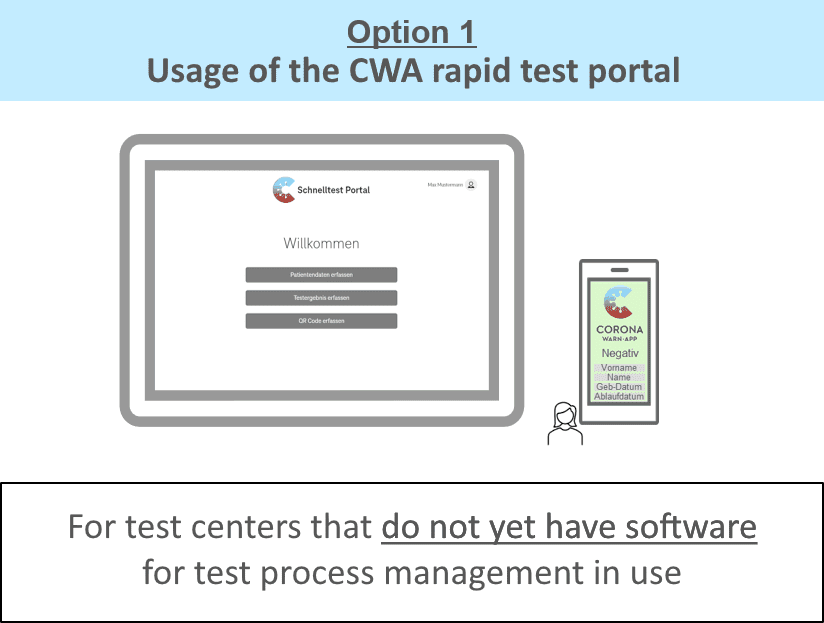 Option 1
Usage of the CWA rapid test portal
Schnelltest Portal
Max Mustermann
Willkommen
Patientendaten erfassen
Testergebnis erfassen
QR Code erfassen
CORONA
WARN-APP
Negativ
Vorname
Name
Geb-Datum
Ablaufdatum
For test centers that do not yet have software
for test process management in use